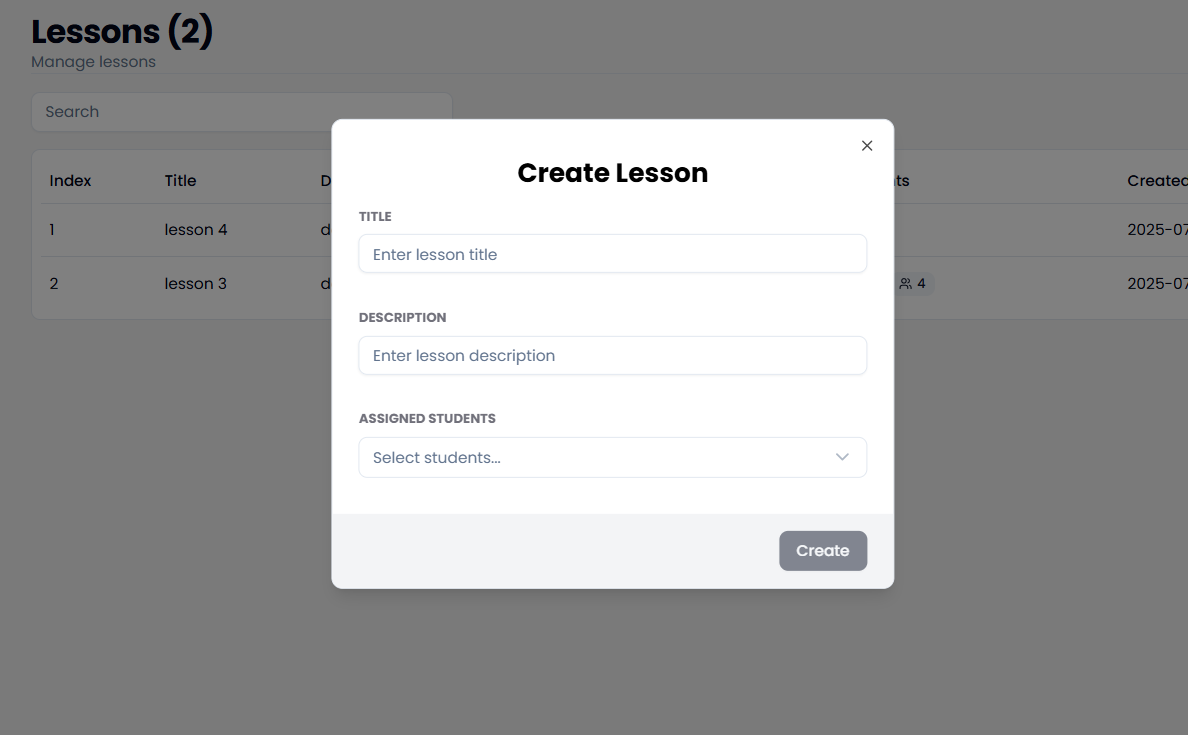 Lessons (2)
Manage lessons
Search
Index Title D ts Created
1 lesson 4 d 2025-07
2 lesson 3 d 4 2025-07
Create Lesson
TITLE
Enter lesson title
DESCRIPTION
Enter lesson description
ASSIGNED STUDENTS
Select students...
Create